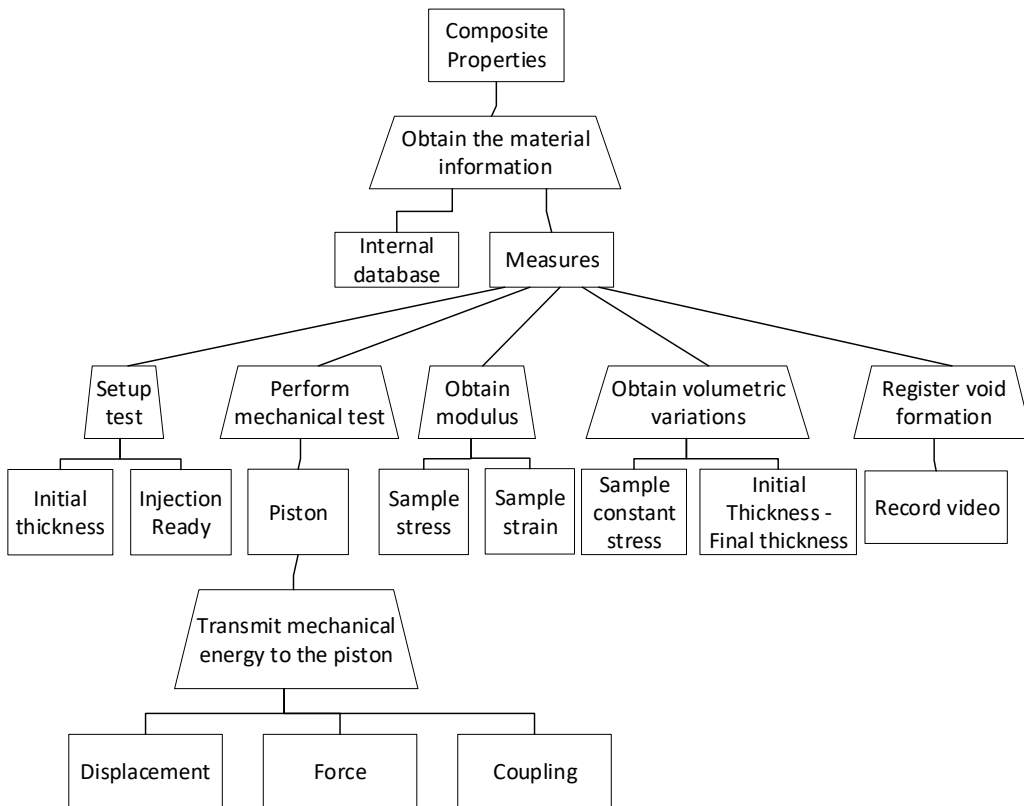 Composite
Properties
Obtain the material
information
Internal
database
Measures
Setup
test
Perform
mechanical test
Obtain
modulus
Obtain volumetric
variations
Register void
formation
Initial
thickness
Injection
Ready
Piston
Sample
stress
Sample
strain
Sample
constant
stress
Initial
Thickness -
Final thickness
Record video
Transmit mechanical
energy to the piston
Displacement
Force
Coupling